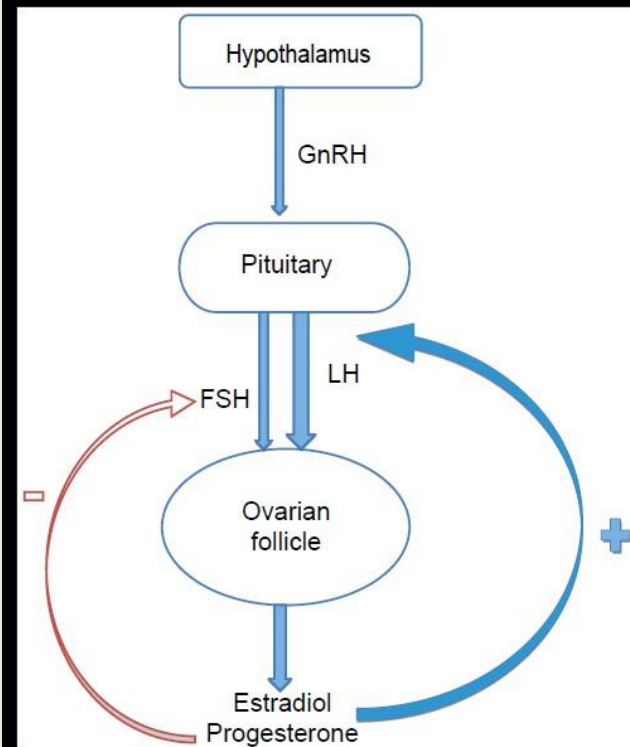 Hypothalamus
GnRH
Pituitary
FSH
LH
Ovarian
follicle
Estradiol
Progesterone
-
+